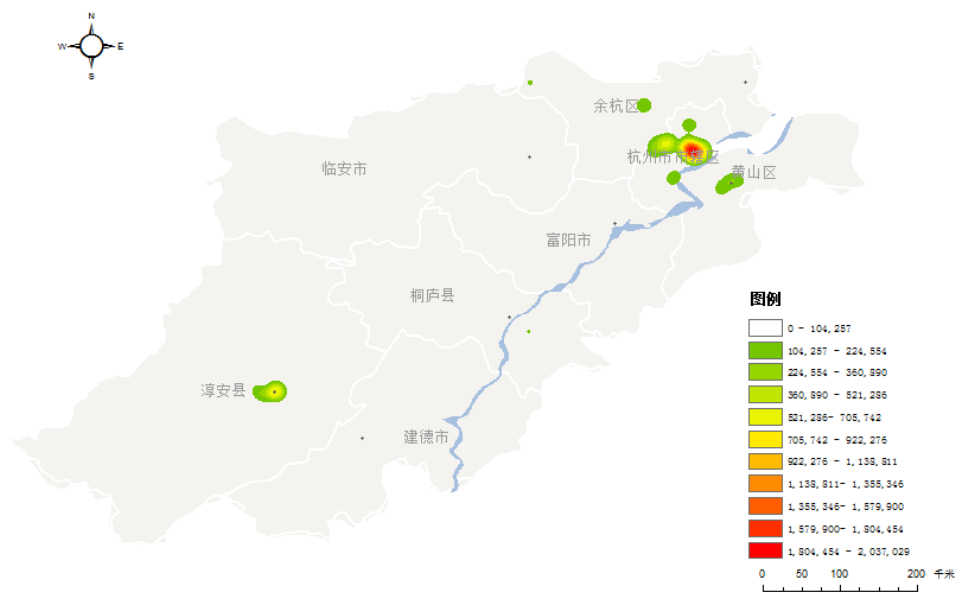 N
W E
S
余杭区
杭州市市辖区
临安市
黄山区
富阳市
桐庐县
淳安县
建德市
图例
0 - 104,257
104,257 - 224,554
224,554 - 360,890
360,890 - 521,286
521,286- 705,742
705,742 - 922,276
922,276 - 1,138,811
1,138,811- 1,355,346
1,355,346- 1,579,900
1,579,900- 1,804,454
1,804,454 - 2,037,029
0 50 100 200 千米